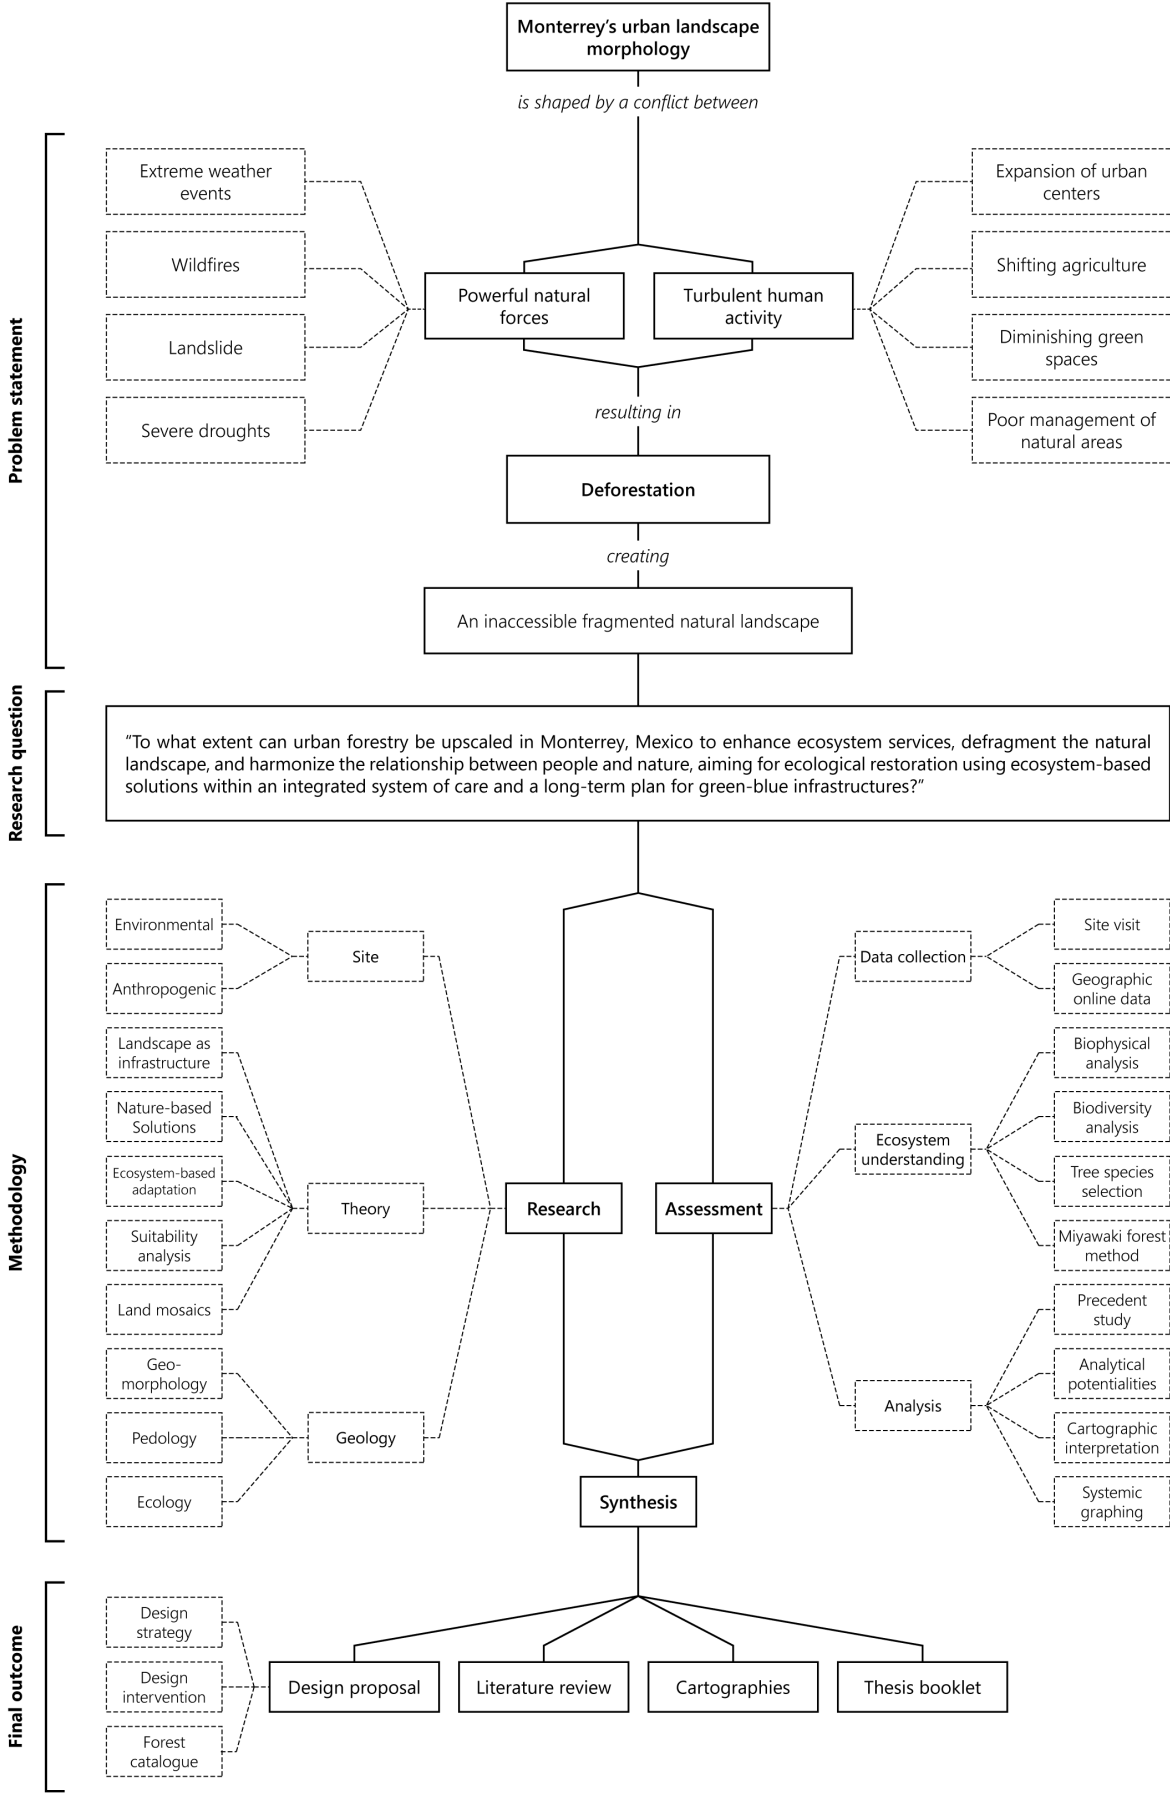 Monterrey's urban landscape
morphology
is shaped by a conflict between
Problem statement
Extreme weather
events
Wildfires
Landslide
Severe droughts
Powerful natural
forces
Turbulent human
activity
Expansion of urban
centers
Shifting agriculture
Diminishing green
spaces
Poor management of
natural areas
resulting in
Deforestation
creating
An inaccessible fragmented natural landscape
Research question
"To what extent can urban forestry be upscaled in Monterrey, Mexico to enhance ecosystem services, defragment the natural
landscape, and harmonize the relationship between people and nature, aiming for ecological restoration using ecosystem-based
solutions within an integrated system of care and a long-term plan for green-blue infrastructures?"
Methodology
Environmental
Anthropogenic
Site
Landscape as
infrastructure
Nature-based
Solutions
Ecosystem-based
adaptation
Suitability
analysis
Land mosaics
Theory
Geo-
morphology
Pedology
Ecology
Geology
Research
Assessment
Data collection
Site visit
Geographic
online data
Ecosystem
understanding
Biophysical
analysis
Biodiversity
analysis
Tree species
selection
Miyawaki forest
method
Analysis
Precedent
study
Analytical
potentialities
Cartographic
interpretation
Systemic
graphing
Synthesis
Final outcome
Design
strategy
Design
intervention
Forest
catalogue
Design proposal
Literature review
Cartographies
Thesis booklet